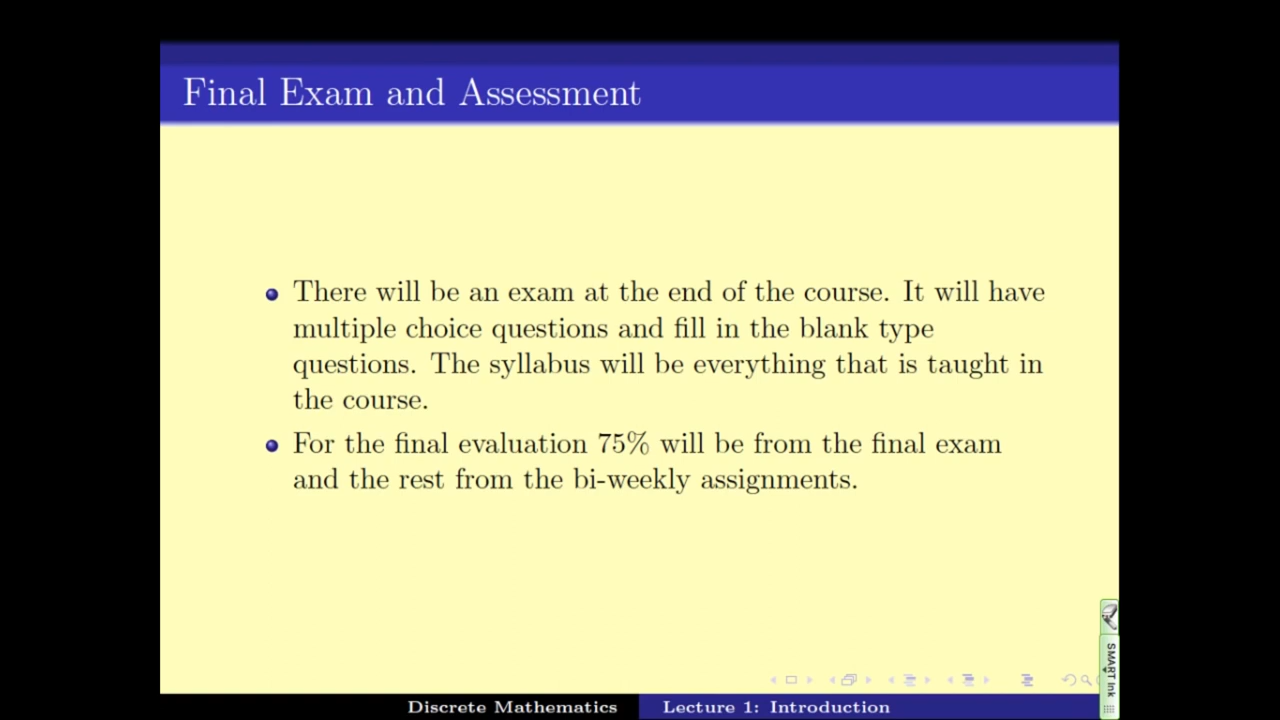 Final Exam and Assessment
There will be an exam at the end of the course. It will have
multiple choice questions and fill in the blank type
questions. The syllabus will be everything that is taught in
the course.
For the final evaluation 75% will be from the final exam
and the rest from the bi-weekly assignments.
SMART Ink
Discrete Mathematics
Lecture 1: Introduction